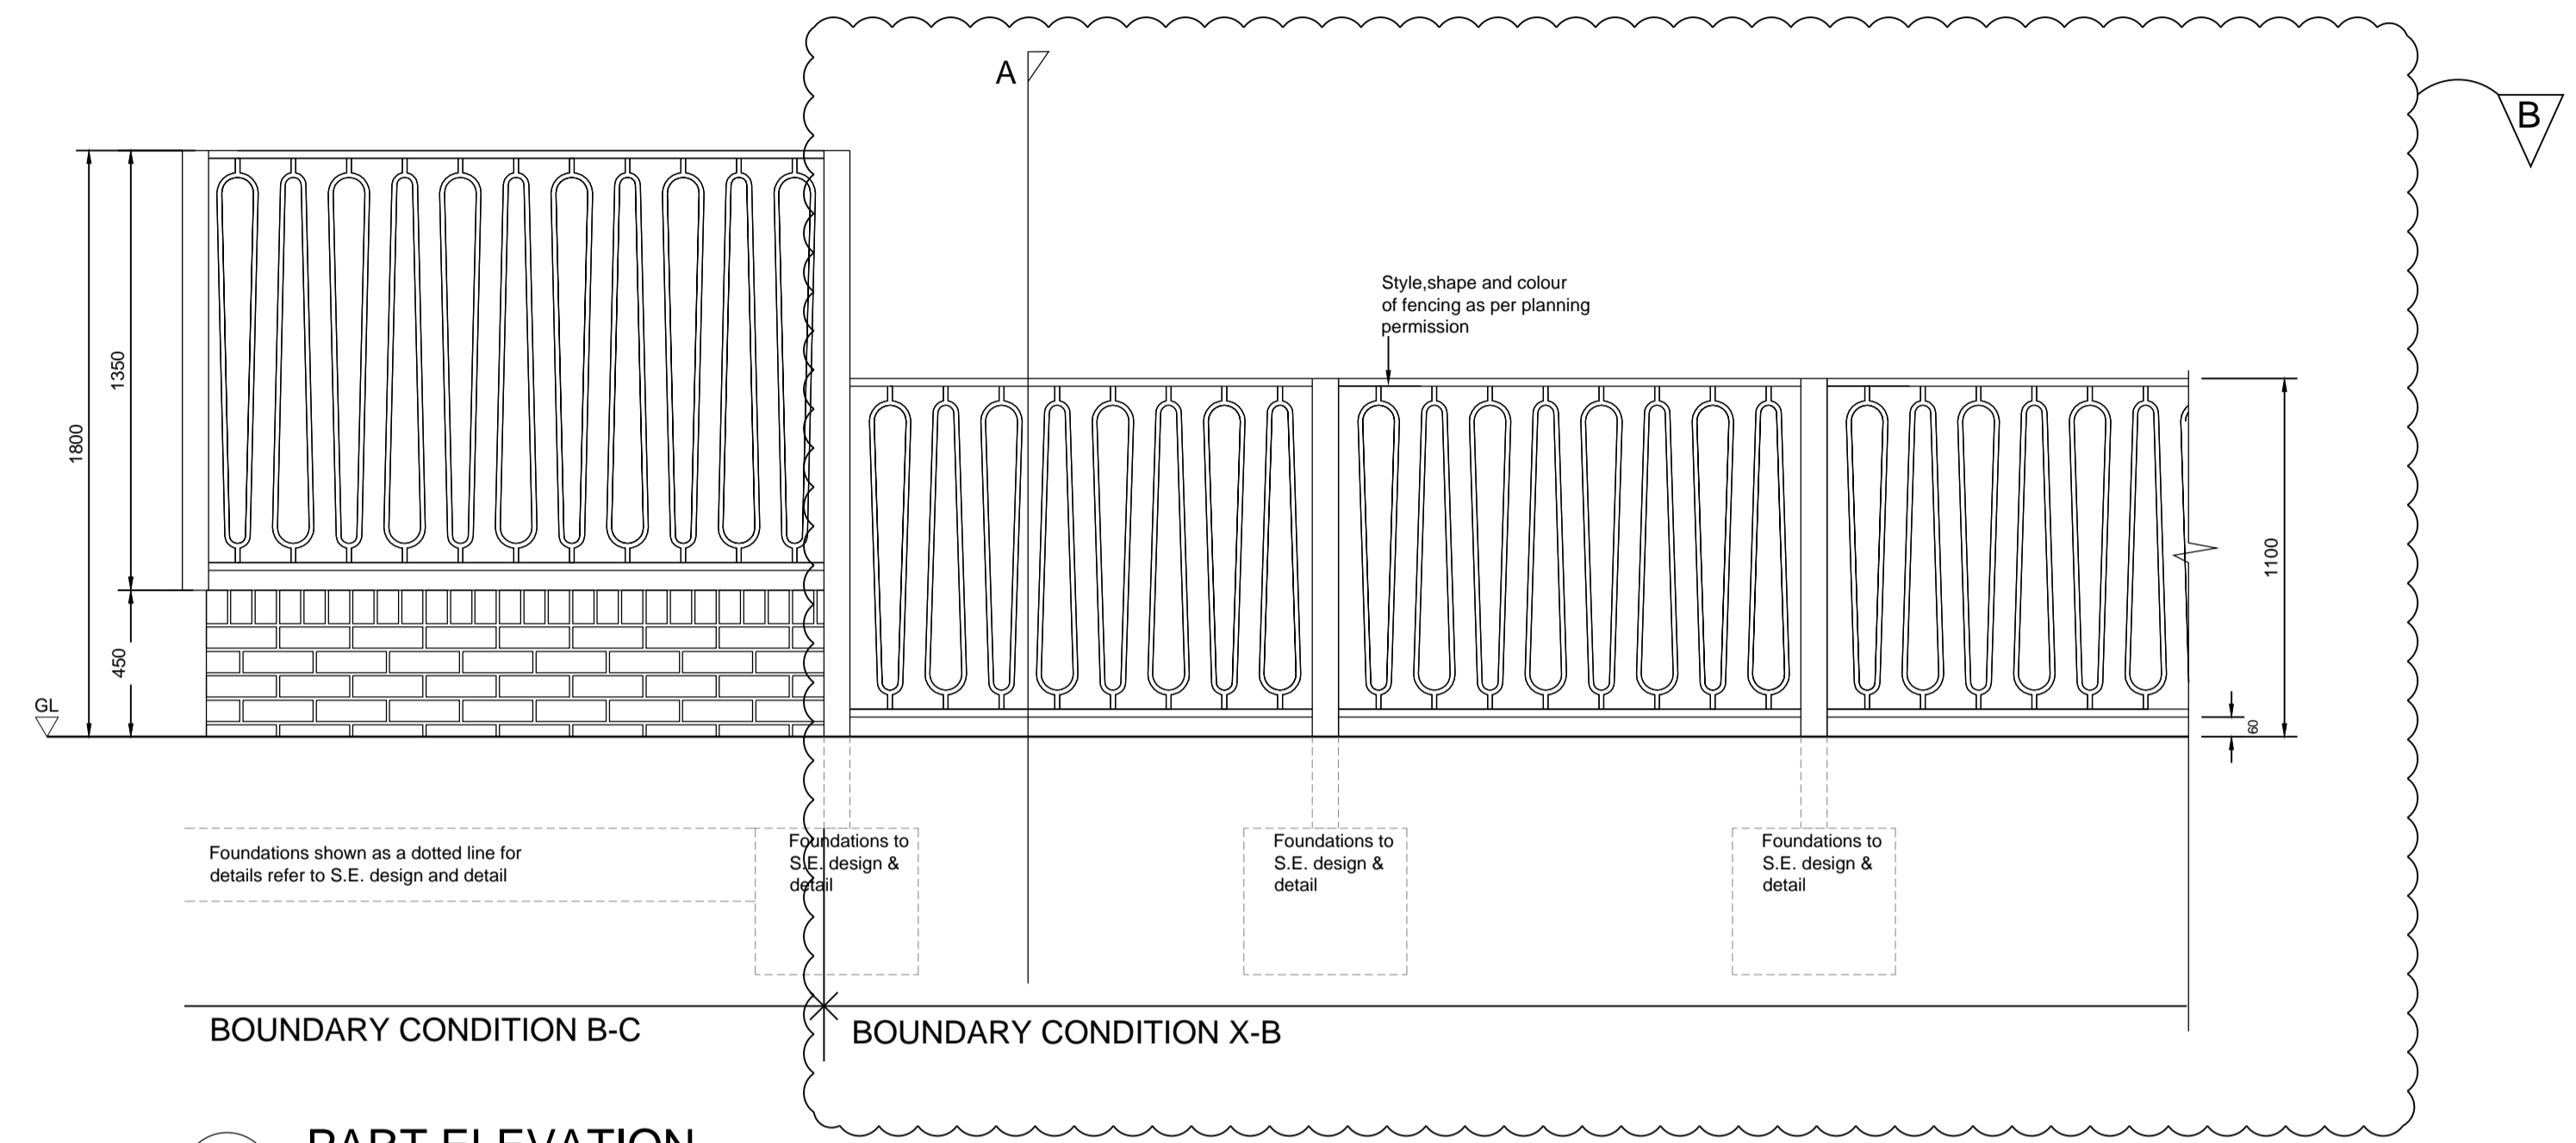 A
B
Style,shape and colour
of fencing as per planning
permission
1350
1800
1100
450
60
GL
Foundations shown as a dotted line for
details refer to S.E. design and detail
Foundations to
S.E. design &
detail
Foundations to
S.E. design &
detail
Foundations to
S.E. design &
detail
BOUNDARY CONDITION B-C
BOUNDARY CONDITION X-B
PART ELEVATION